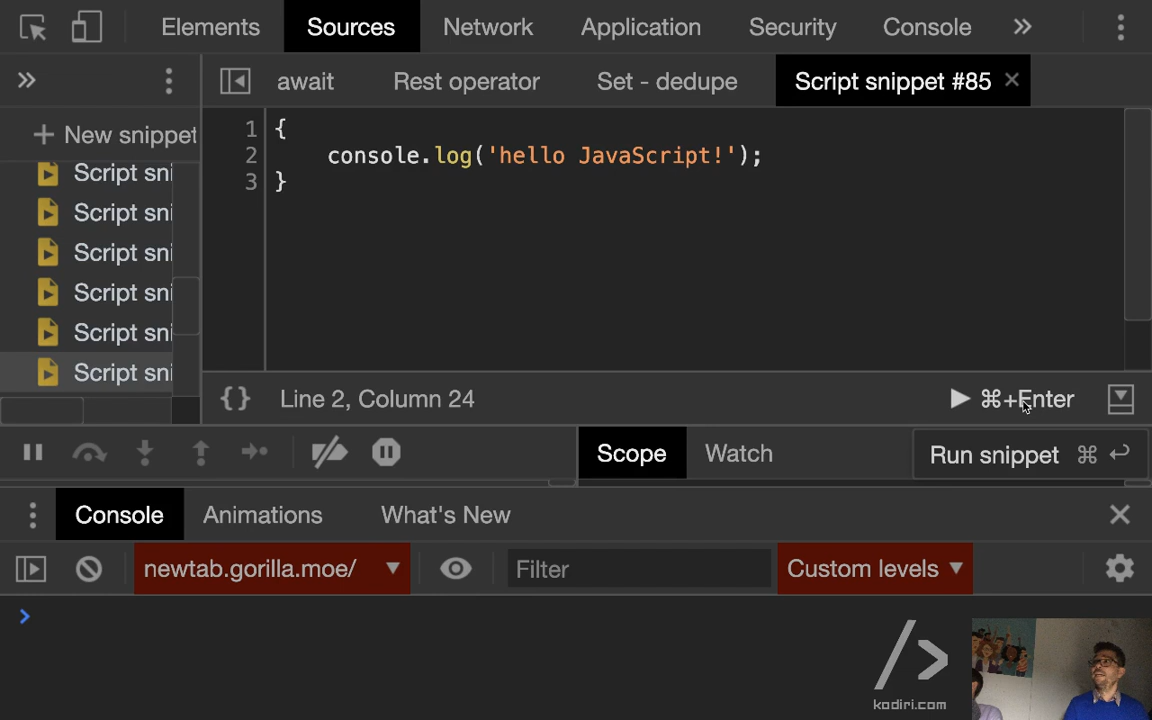 Elements Sources Network Application Security Console »
» await Rest operator Set - dedupe Script snippet #85 ×
+ New snippet
Script sni
Script sni
Script sni
Script sni
Script sni
Script sni
1 {
2 console.log('hello JavaScript!');
3 }
{} Line 2, Column 24 ⌘+Enter
Scope Watch Run snippet ⌘ ↩
Console Animations What's New ×
newtab.gorilla.moe/ ▼ Filter Custom levels ▼
>
/>
kodiri.com